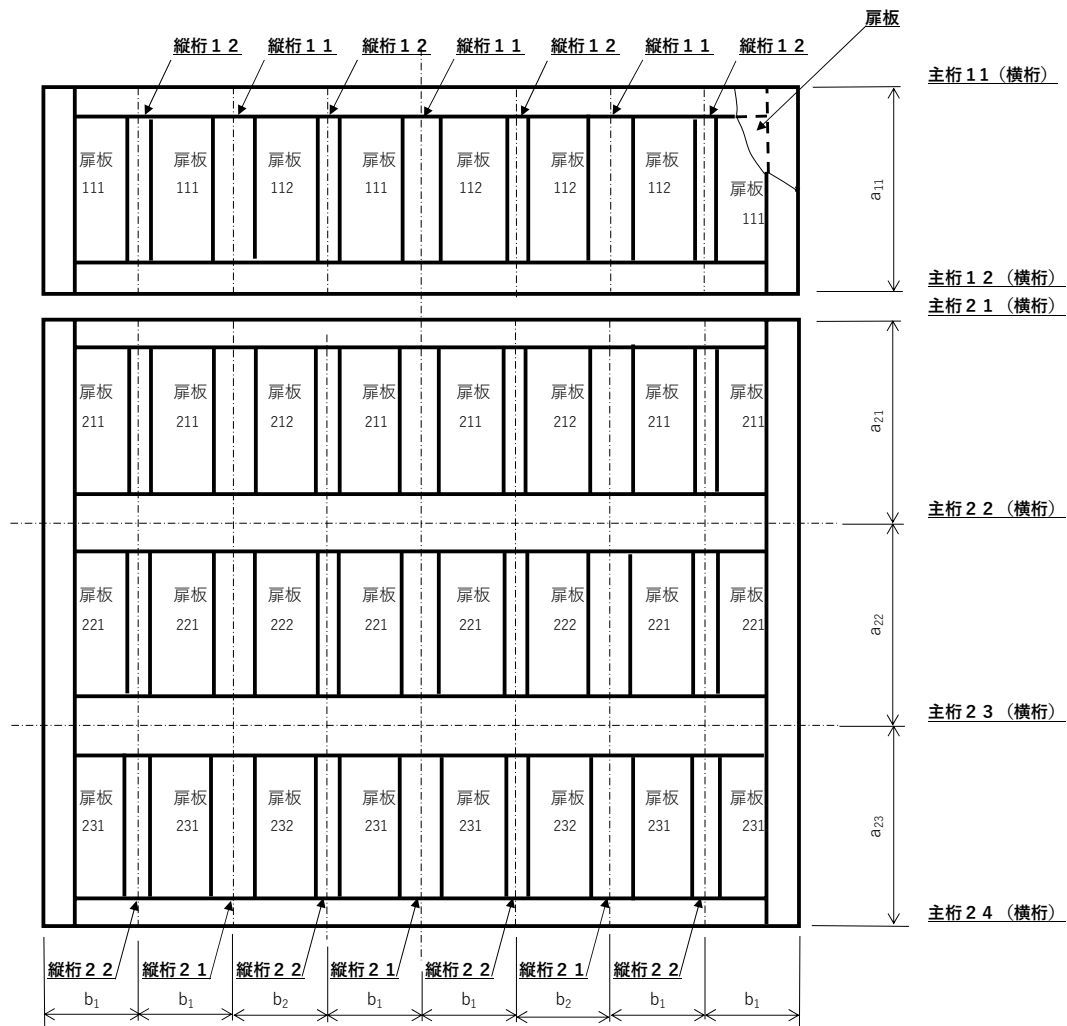 扉板
縦桁12 縦桁11 縦桁12 縦桁11 縦桁12 縦桁11 縦桁12
主桁11(横桁)
扉板 扉板 扉板 扉板 扉板 扉板 扉板 扉板
111 111 112 111 112 112 112 111
a₁₁
主桁12(横桁)
主桁21(横桁)
扉板 扉板 扉板 扉板 扉板 扉板 扉板 扉板
211 211 212 211 211 212 211 211
a₂₁
主桁22(横桁)
扉板 扉板 扉板 扉板 扉板 扉板 扉板 扉板
221 221 222 221 221 222 221 221
a₂₂
主桁23(横桁)
扉板 扉板 扉板 扉板 扉板 扉板 扉板 扉板
231 231 232 231 231 232 231 231
a₂₃
主桁24(横桁)
縦桁22 縦桁21 縦桁22 縦桁21 縦桁22 縦桁21 縦桁22
b₁ b₁ b₂ b₁ b₁ b₂ b₁ b₁